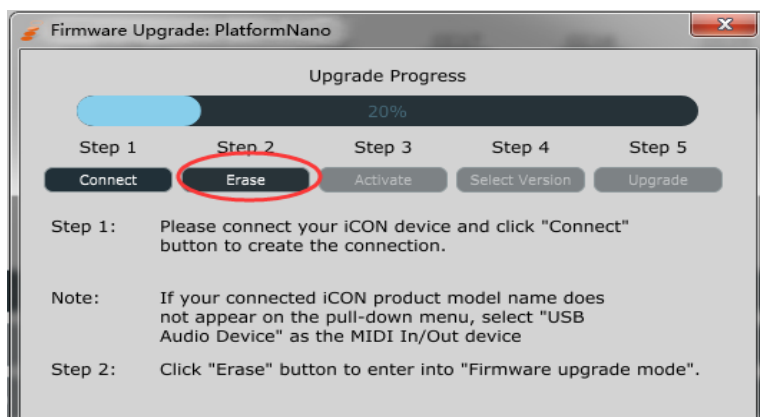 Firmware Upgrade: PlatformNano
Upgrade Progress
20%
Step 1 Step 2 Step 3 Step 4 Step 5
Connect Erase Activate Select Version Upgrade
Step 1: Please connect your iCON device and click "Connect"
button to create the connection.
Note: If your connected iCON product model name does
not appear on the pull-down menu, select "USB
Audio Device" as the MIDI In/Out device
Step 2: Click "Erase" button to enter into "Firmware upgrade mode".